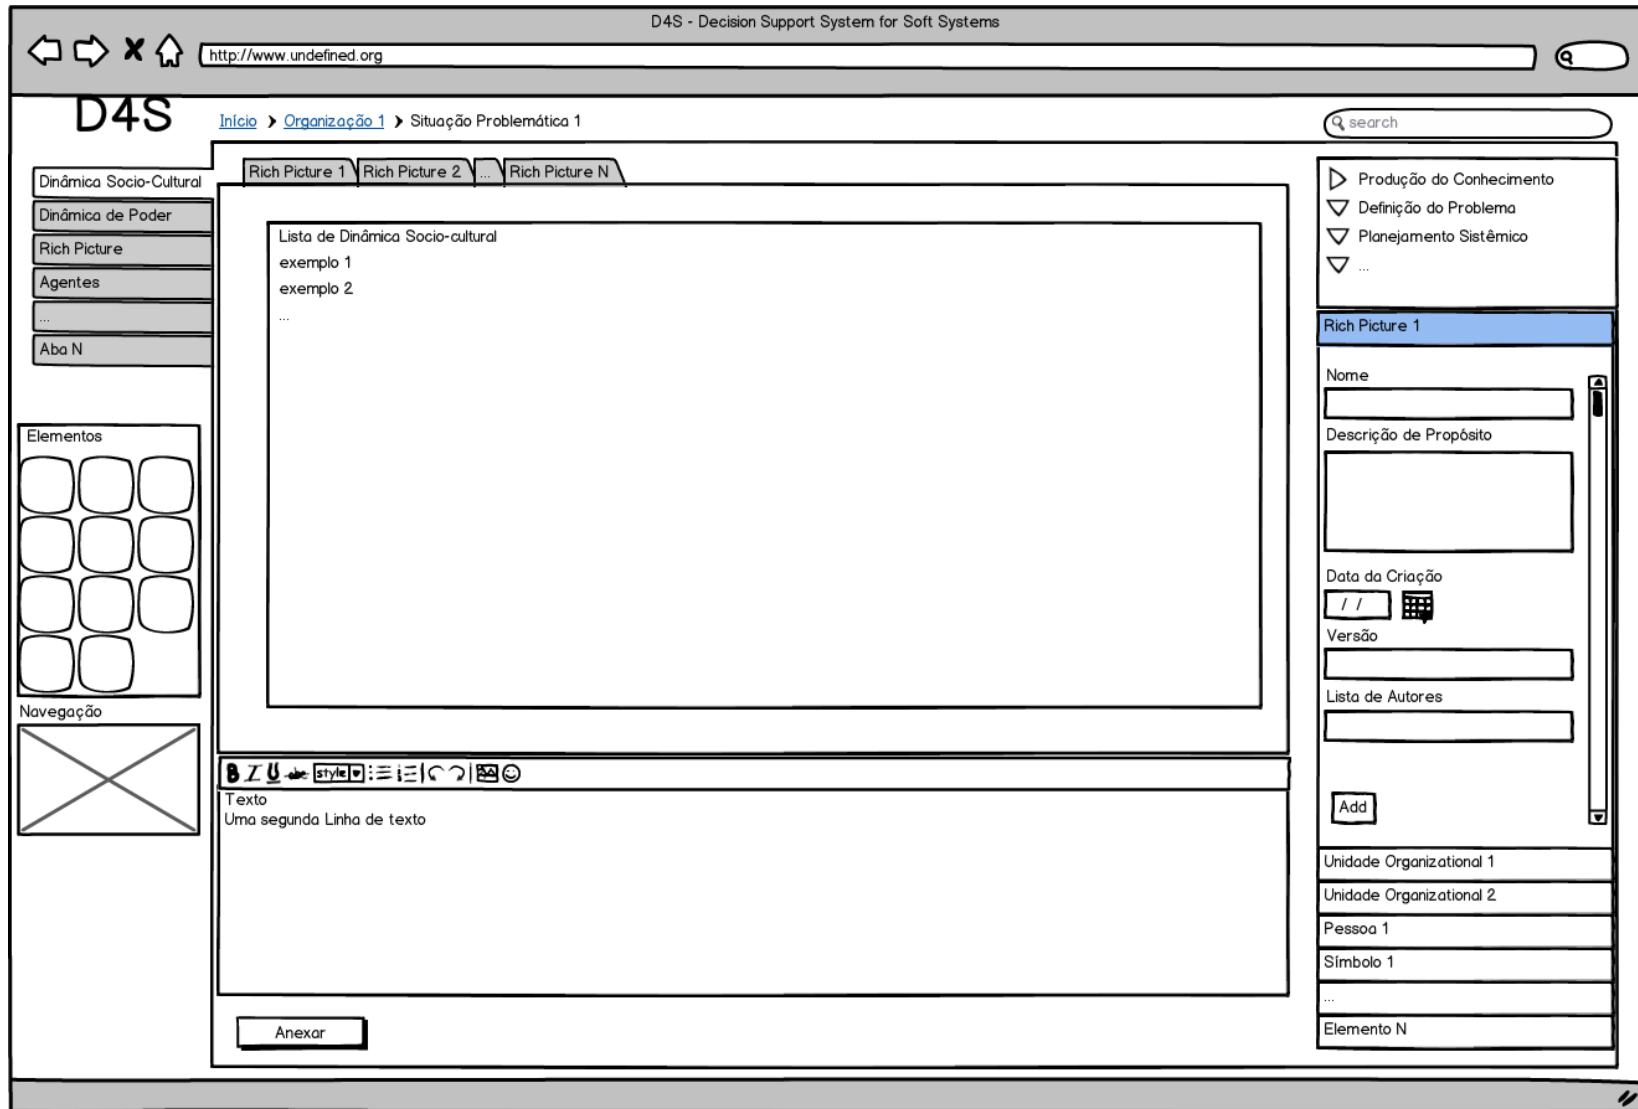 D4S - Decision Support System for Soft Systems
http://www.undefined.org
D4S
Início > Organização 1 > Situação Problemática 1
search
Dinâmica Socio-Cultural
Dinâmica de Poder
Rich Picture
Agentes
...
Aba N
Elementos
Navegação
Rich Picture 1
Rich Picture 2
...
Rich Picture N
Lista de Dinâmica Socio-cultural
exemplo 1
exemplo 2
...
B I U abc style
Texto
Uma segunda Linha de texto
Anexar
Produção do Conhecimento
Definição do Problema
Planejamento Sistêmico
...
Rich Picture 1
Nome
Descrição de Propósito
Data da Criação
/ /
Versão
Lista de Autores
Add
Unidade Organizational 1
Unidade Organizational 2
Pessoa 1
Símbolo 1
...
Elemento N